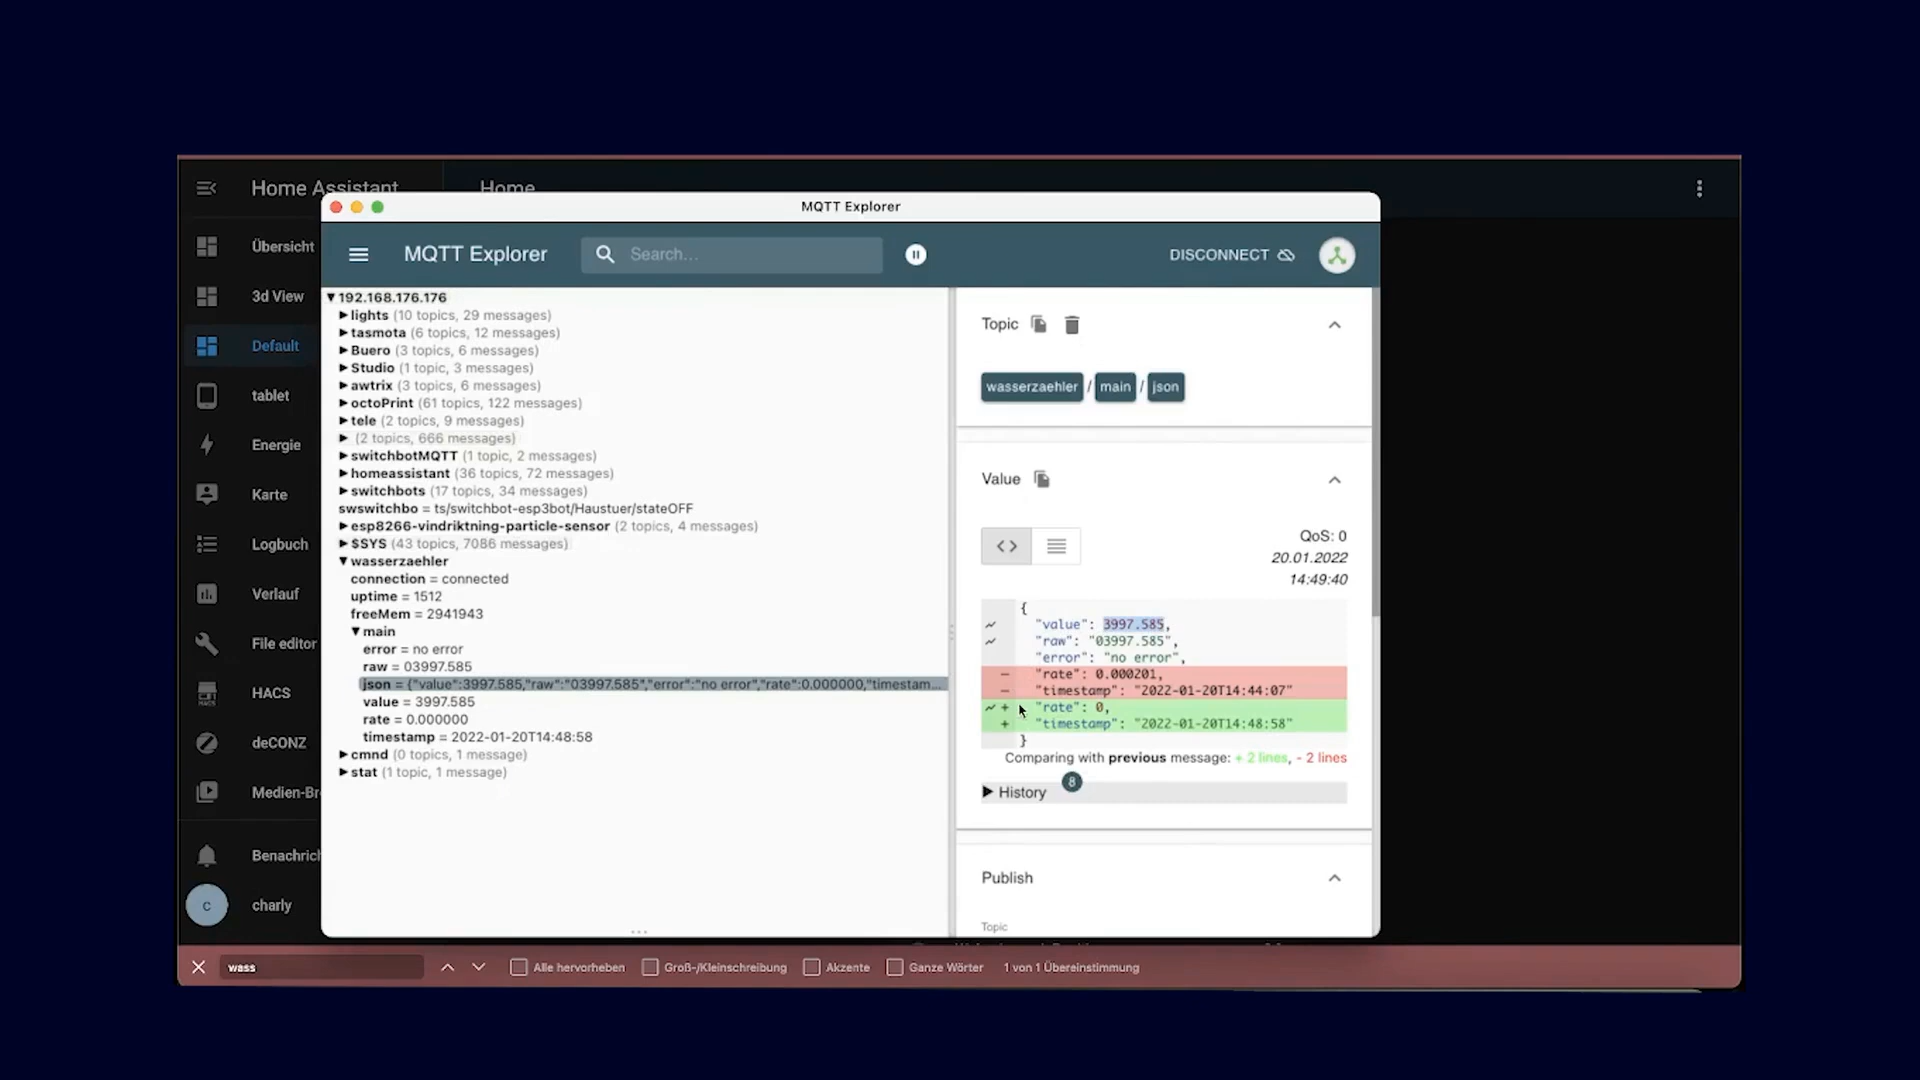 Home Assistant
Home
Übersicht
3d View
Default
tablet
Energie
Karte
Logbuch
Verlauf
File editor
HACS
HACS
deCONZ
Medien-Br
Benachrich
c
charly
MQTT Explorer
MQTT Explorer
Search...
DISCONNECT
▼192.168.176.176
▶lights (10 topics, 29 messages)
▶tasmota (6 topics, 12 messages)
▶Buero (3 topics, 6 messages)
▶Studio (1 topic, 3 messages)
▶awtrix (3 topics, 6 messages)
▶octoPrint (61 topics, 122 messages)
▶tele (2 topics, 9 messages)
▶ (2 topics, 666 messages)
▶switchbotMQTT (1 topic, 2 messages)
▶homeassistant (36 topics, 72 messages)
▶switchbots (17 topics, 34 messages)
swswitchbo = ts/switchbot-esp3bot/Haustuer/stateOFF
▶esp8266-vindriktning-particle-sensor (2 topics, 4 messages)
▶$SYS (43 topics, 7086 messages)
▼wasserzaehler
connection = connected
uptime = 1512
freeMem = 2941943
▼main
error = no error
raw = 03997.585
json = {"value":3997.585,"raw":"03997.585","error":"no error","rate":0.000000,"timestam...
value = 3997.585
rate = 0.000000
timestamp = 2022-01-20T14:48:58
▶cmnd (0 topics, 1 message)
▶stat (1 topic, 1 message)
Topic
wasserzaehler / main / json
Value
QoS: 0
20.01.2022
14:49:40
{
"value": 3997.585,
"raw": "03997.585",
"error": "no error",
- "rate": 0.000201,
- "timestamp": "2022-01-20T14:44:07"
+ "rate": 0,
+ "timestamp": "2022-01-20T14:48:58"
}
Comparing with previous message: + 2 lines, - 2 lines
▶ History 8
Publish
Topic
wass
Alle hervorheben
Groß-/Kleinschreibung
Akzente
Ganze Wörter
1 von 1 Übereinstimmung